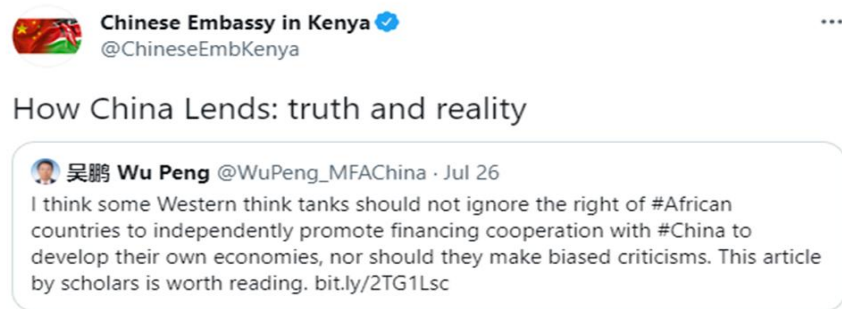 Chinese Embassy in Kenya
@ChineseEmbKenya
How China Lends: truth and reality
吴鹏 Wu Peng @WuPeng_MFAChina · Jul 26
I think some Western think tanks should not ignore the right of #African
countries to independently promote financing cooperation with #China to
develop their own economies, nor should they make biased criticisms. This article
by scholars is worth reading. bit.ly/2TG1Lsc